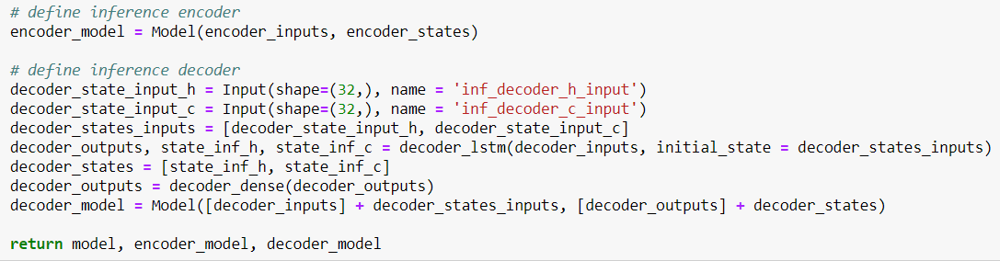 # define inference encoder
encoder_model = Model(encoder_inputs, encoder_states)
# define inference decoder
decoder_state_input_h = Input(shape=(32,), name = 'inf_decoder_h_input')
decoder_state_input_c = Input(shape=(32,), name = 'inf_decoder_c_input')
decoder_states_inputs = [decoder_state_input_h, decoder_state_input_c]
decoder_outputs, state_inf_h, state_inf_c = decoder_lstm(decoder_inputs, initial_state = decoder_states_inputs)
decoder_states = [state_inf_h, state_inf_c]
decoder_outputs = decoder_dense(decoder_outputs)
decoder_model = Model([decoder_inputs] + decoder_states_inputs, [decoder_outputs] + decoder_states)
return model, encoder_model, decoder_model